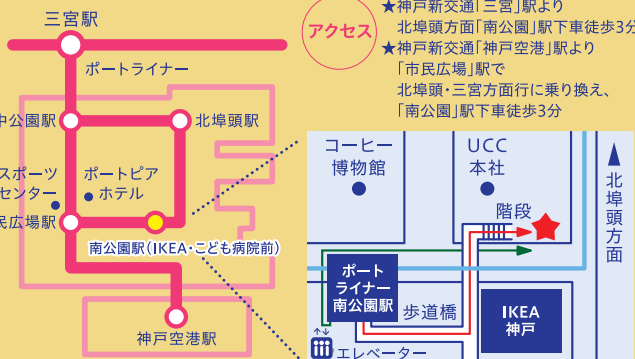 三宮駅
ポートライナー
中公園駅
北埠頭駅
スポーツ
センター
ポートピア
ホテル
民広場駅
南公園駅(IKEA・こども病院前)
神戸空港駅
アクセス
★神戸新交通「三宮」駅より
北埠頭方面「南公園」駅下車徒歩3分
★神戸新交通「神戸空港」駅より
「市民広場」駅で
北埠頭・三宮方面行に乗り換え、
「南公園」駅下車徒歩3分
コーヒー
博物館
UCC
本社
階段
北埠頭方面
ポート
ライナー
南公園駅
歩道橋
IKEA
神戸
エレベーター